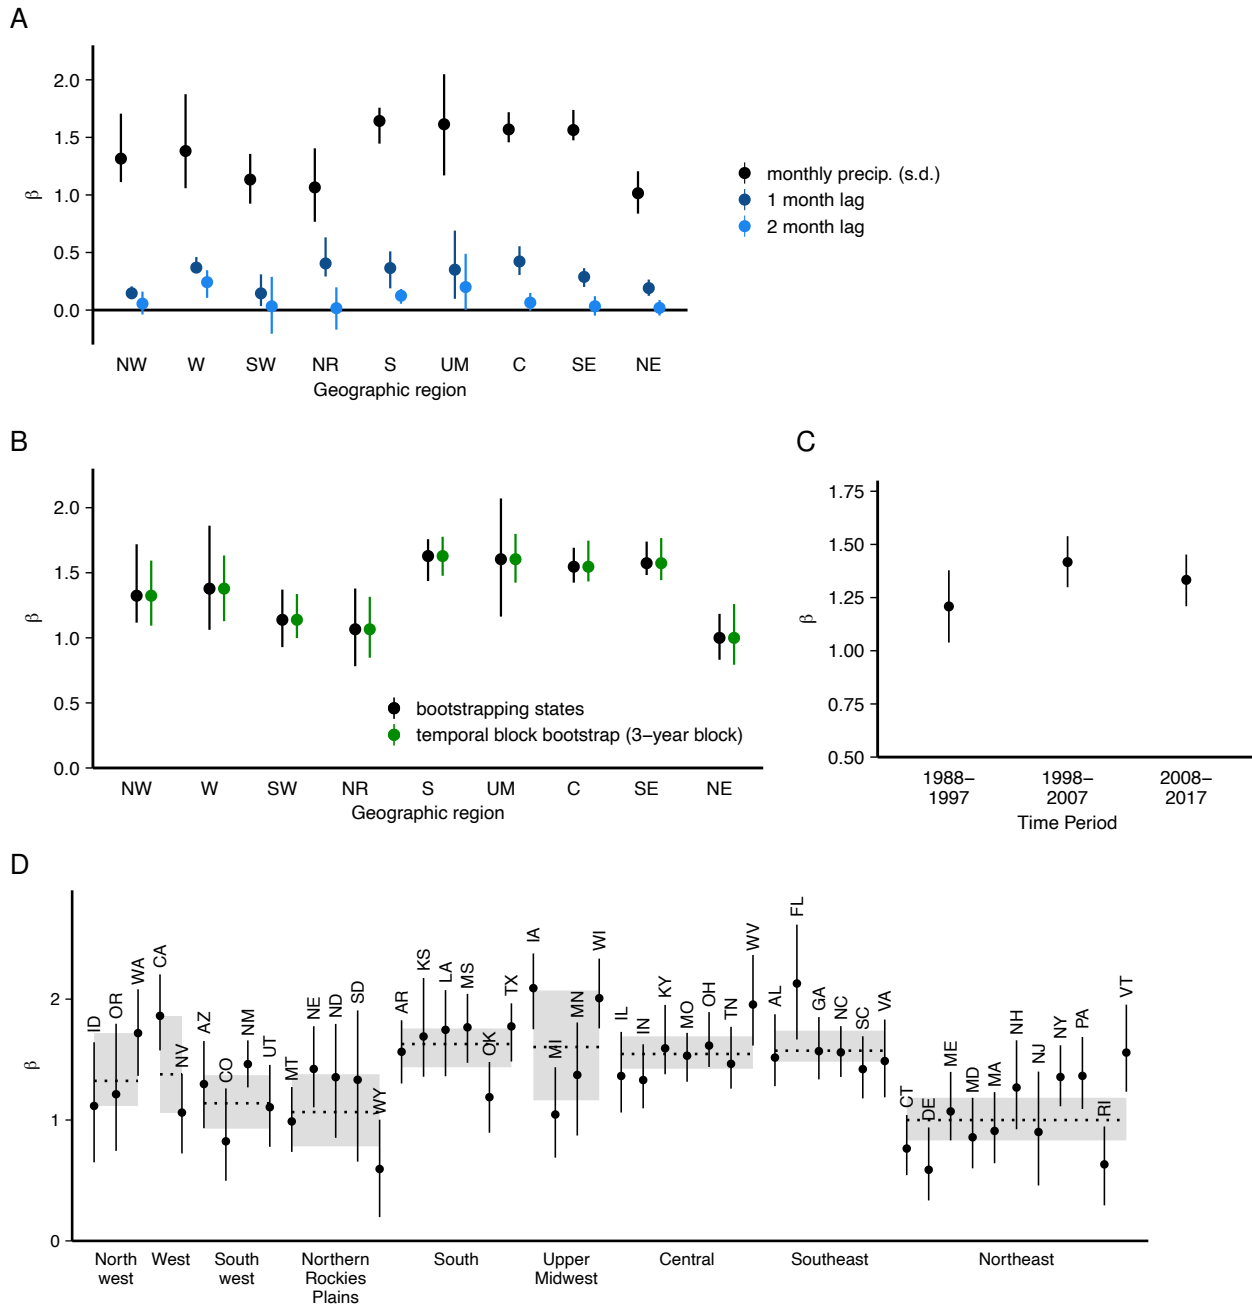 A
2.0
1.5
1.0
0.5
0.0
β
NW W SW NR S UM C SE NE
Geographic region
monthly precip. (s.d.)
1 month lag
2 month lag
B
2.0
1.5
1.0
0.5
0.0
β
bootstrapping states
temporal block bootstrap (3−year block)
NW W SW NR S UM C SE NE
Geographic region
C
1.75
1.50
1.25
1.00
0.75
0.50
β
1988− 1998− 2008−
1997 2007 2017
Time Period
D
2
1
0
β
ID OR WA CA NV AZ CO NM UT MT NE ND SD WY AR KS LA MS OK TX IA MI MN WI IL IN KY MO OH TN WV AL FL GA NC SC VA CT DE ME MD MA NH NJ NY PA RI VT
North West South Northern South Upper Central Southeast Northeast
west west Rockies Midwest
Plains